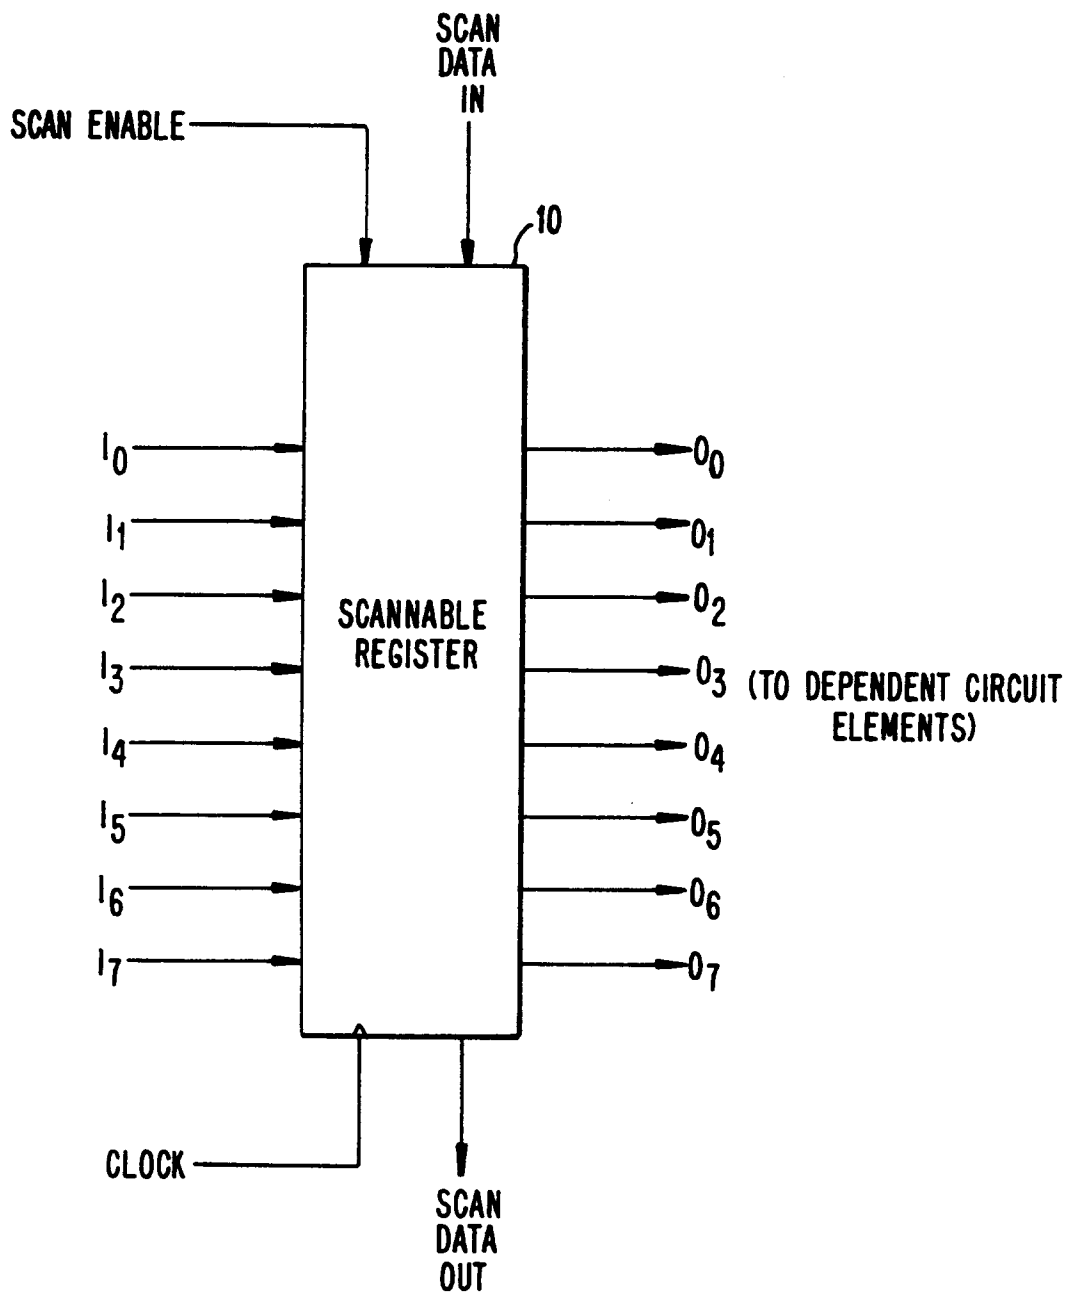 SCAN
DATA
IN
SCAN ENABLE
10
I0
O0
I1
O1
I2
O2
SCANNABLE
REGISTER
I3
O3
(TO DEPENDENT CIRCUIT
ELEMENTS)
I4
O4
I5
O5
I6
O6
I7
O7
CLOCK
SCAN
DATA
OUT